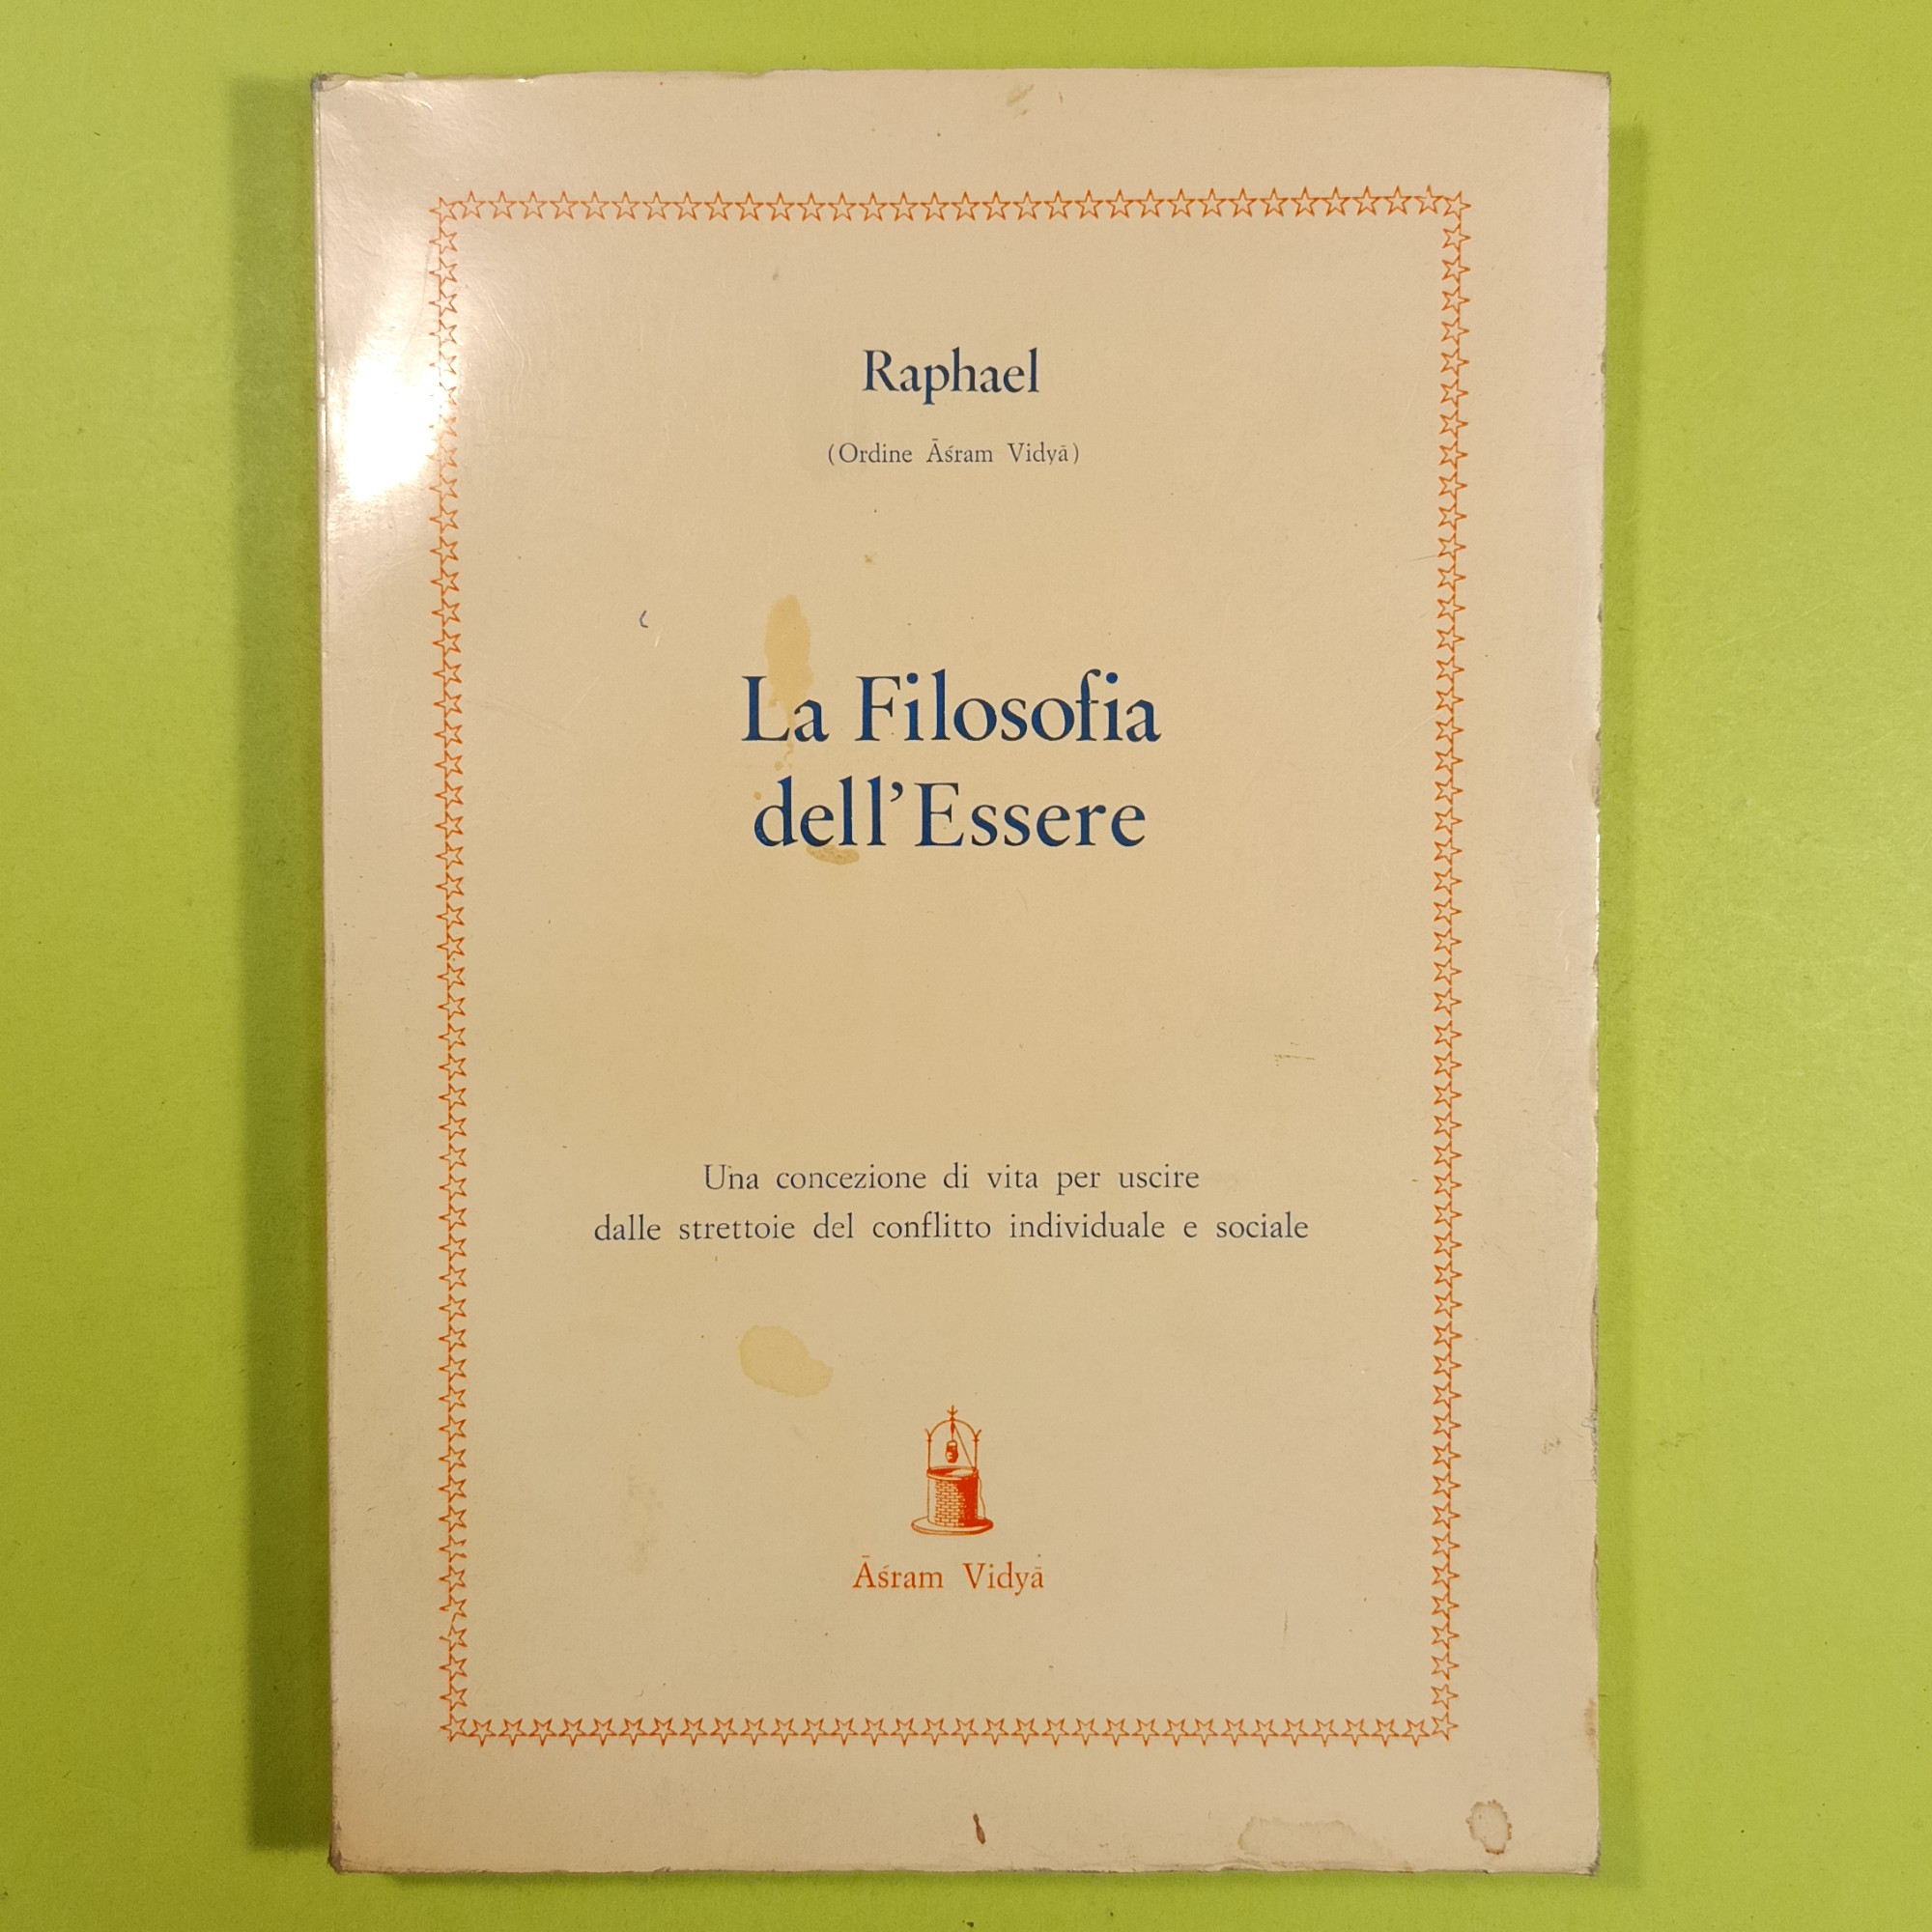 Raphael
(Ordine Āśram Vidyā)
La Filosofia
dell'Essere
Una concezione di vita per uscire
dalle strettoie del conflitto individuale e sociale
Āśram Vidyā